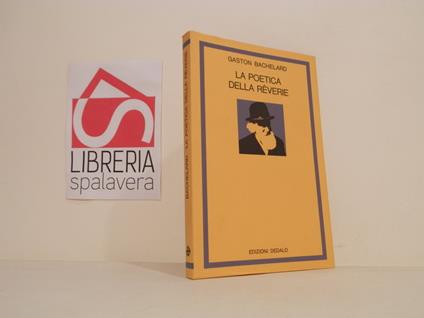 LIBRERIA
spalavera
BACHELARD LA POETICA DELLA RÊVERIE
GASTON BACHELARD
LA POETICA
DELLA RÊVERIE
EDIZIONI DEDALO